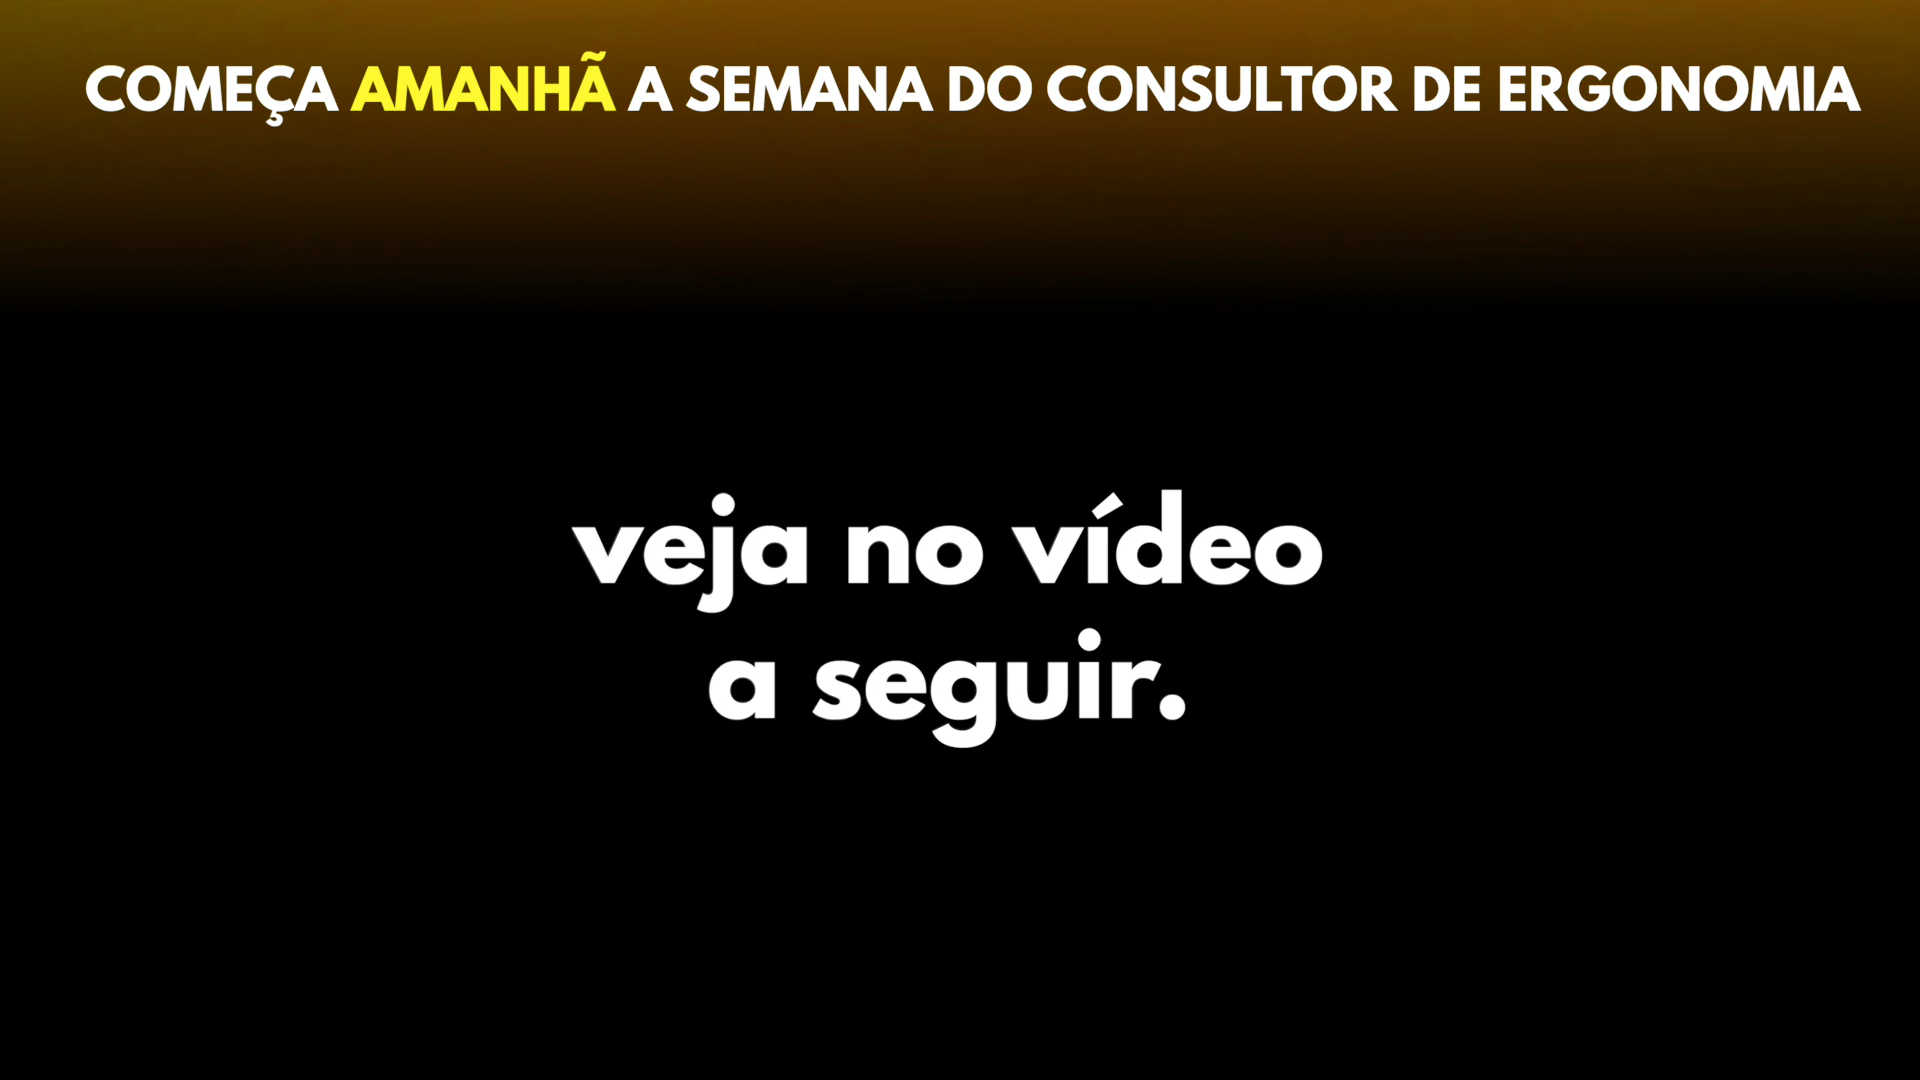 COMEÇA AMANHÃ A SEMANA DO CONSULTOR DE ERGONOMIA
veja no vídeo
a seguir.